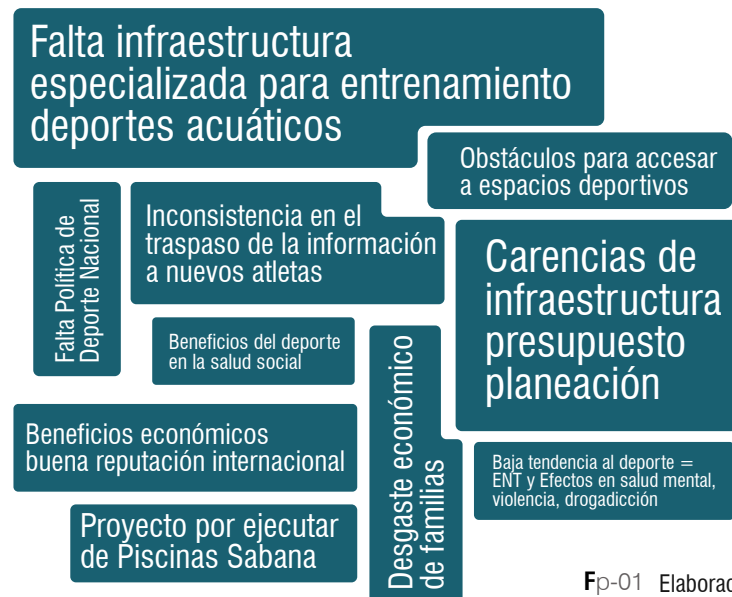 Falta infraestructura
especializada para entrenamiento
deportes acuáticos
Obstáculos para accesar
a espacios deportivos
Falta Política de
Deporte Nacional
Inconsistencia en el
traspaso de la información
a nuevos atletas
Carencias de
infraestructura
presupuesto
planeación
Beneficios del deporte
en la salud social
Desgaste económico
de familias
Beneficios económicos
buena reputación internacional
Baja tendencia al deporte =
ENT y Efectos en salud mental,
violencia, drogadicción
Proyecto por ejecutar
de Piscinas Sabana
Fp-01 Elaborac